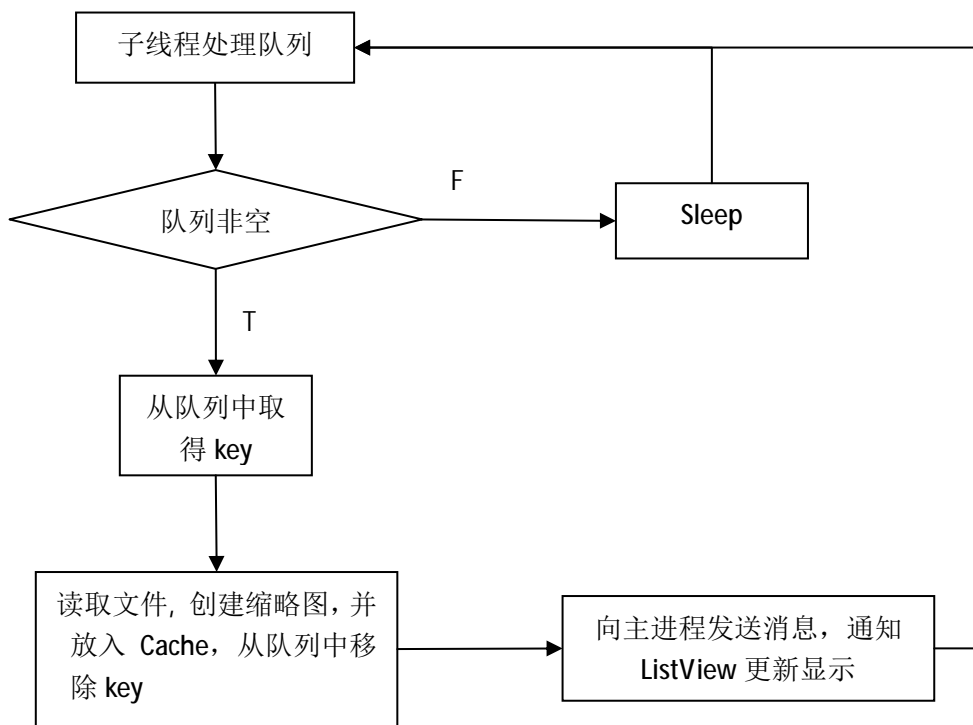 子线程处理队列
队列非空
F
Sleep
T
从队列中取
得 key
读取文件, 创建缩略图, 并
放入 Cache，从队列中移
除 key
向主进程发送消息，通知
ListView 更新显示